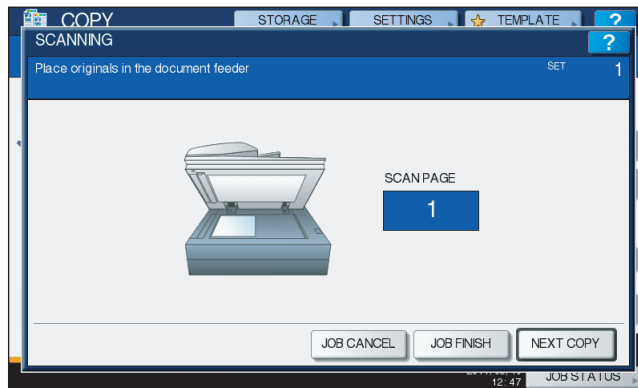 COPY
STORAGE
SETTINGS
TEMPLATE
?
SCANNING
?
Place originals in the document feeder
SET
1
SCAN PAGE
1
JOB CANCEL
JOB FINISH
NEXT COPY
12:47
JOB STATUS